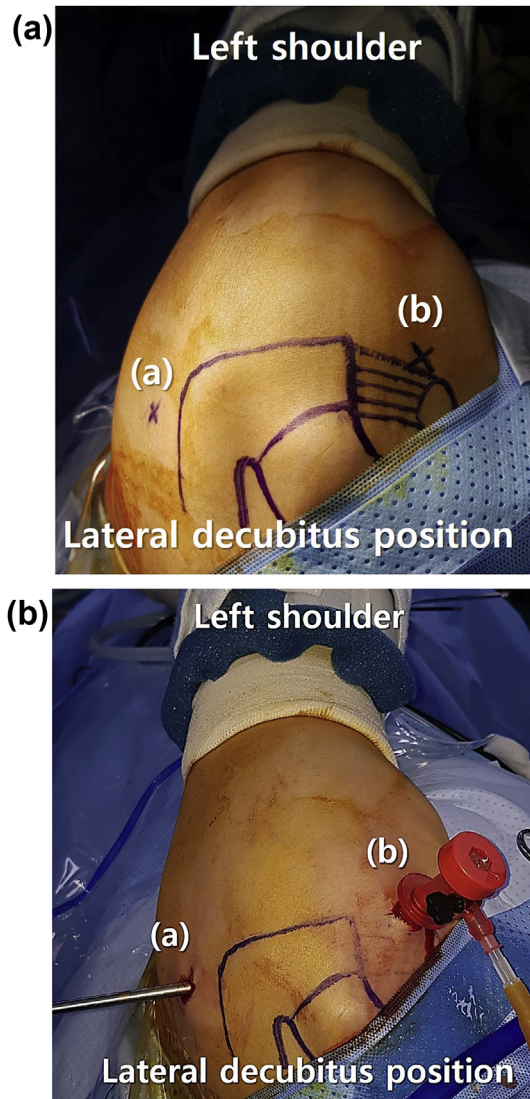 (a)
Left shoulder
(b)
(a)
Lateral decubitus position
(b)
Left shoulder
(b)
(a)
Lateral decubitus position